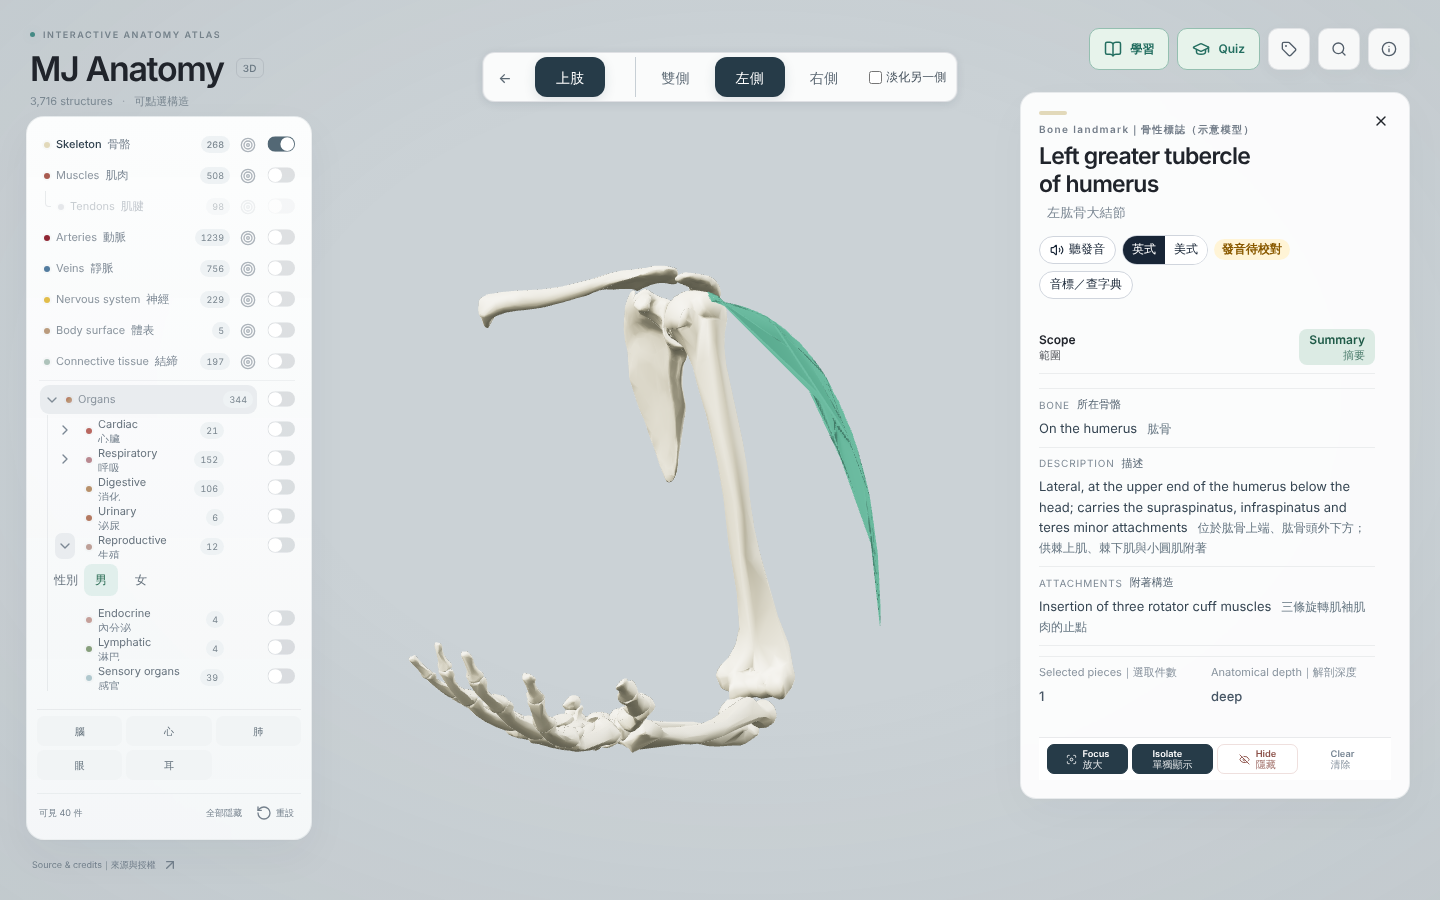 INTERACTIVE ANATOMY ATLAS
MJ Anatomy 3D
3,716 structures · 可點選構造
← 上肢 雙側 左側 右側 淡化另一側
學習 Quiz
Skeleton 骨骼 268
Muscles 肌肉 508
Tendons 肌腱 98
Arteries 動脈 1239
Veins 靜脈 756
Nervous system 神經 229
Body surface 體表 5
Connective tissue 結締 197
Organs 344
Cardiac 21
心臟
Respiratory 152
呼吸
Digestive 106
消化
Urinary 6
泌尿
Reproductive 12
生殖
性別 男 女
Endocrine 4
內分泌
Lymphatic 4
淋巴
Sensory organs 39
感官
腦 心 肺
眼 耳
可見 40 件 全部隱藏 重設
Source & credits | 來源與授權
Bone landmark | 骨性標誌（示意模型）
Left greater tubercle
of humerus
左肱骨大結節
聽發音 英式 美式 發音待校對
音標／查字典
Scope Summary
範圍 摘要
BONE 所在骨骼
On the humerus 肱骨
DESCRIPTION 描述
Lateral, at the upper end of the humerus below the
head; carries the supraspinatus, infraspinatus and
teres minor attachments 位於肱骨上端、肱骨頭外下方；
供棘上肌、棘下肌與小圓肌附著
ATTACHMENTS 附著構造
Insertion of three rotator cuff muscles 三條旋轉肌袖肌
肉的止點
Selected pieces | 選取件數 Anatomical depth | 解剖深度
1 deep
Focus Isolate Hide Clear
放大 單獨顯示 隱藏 清除